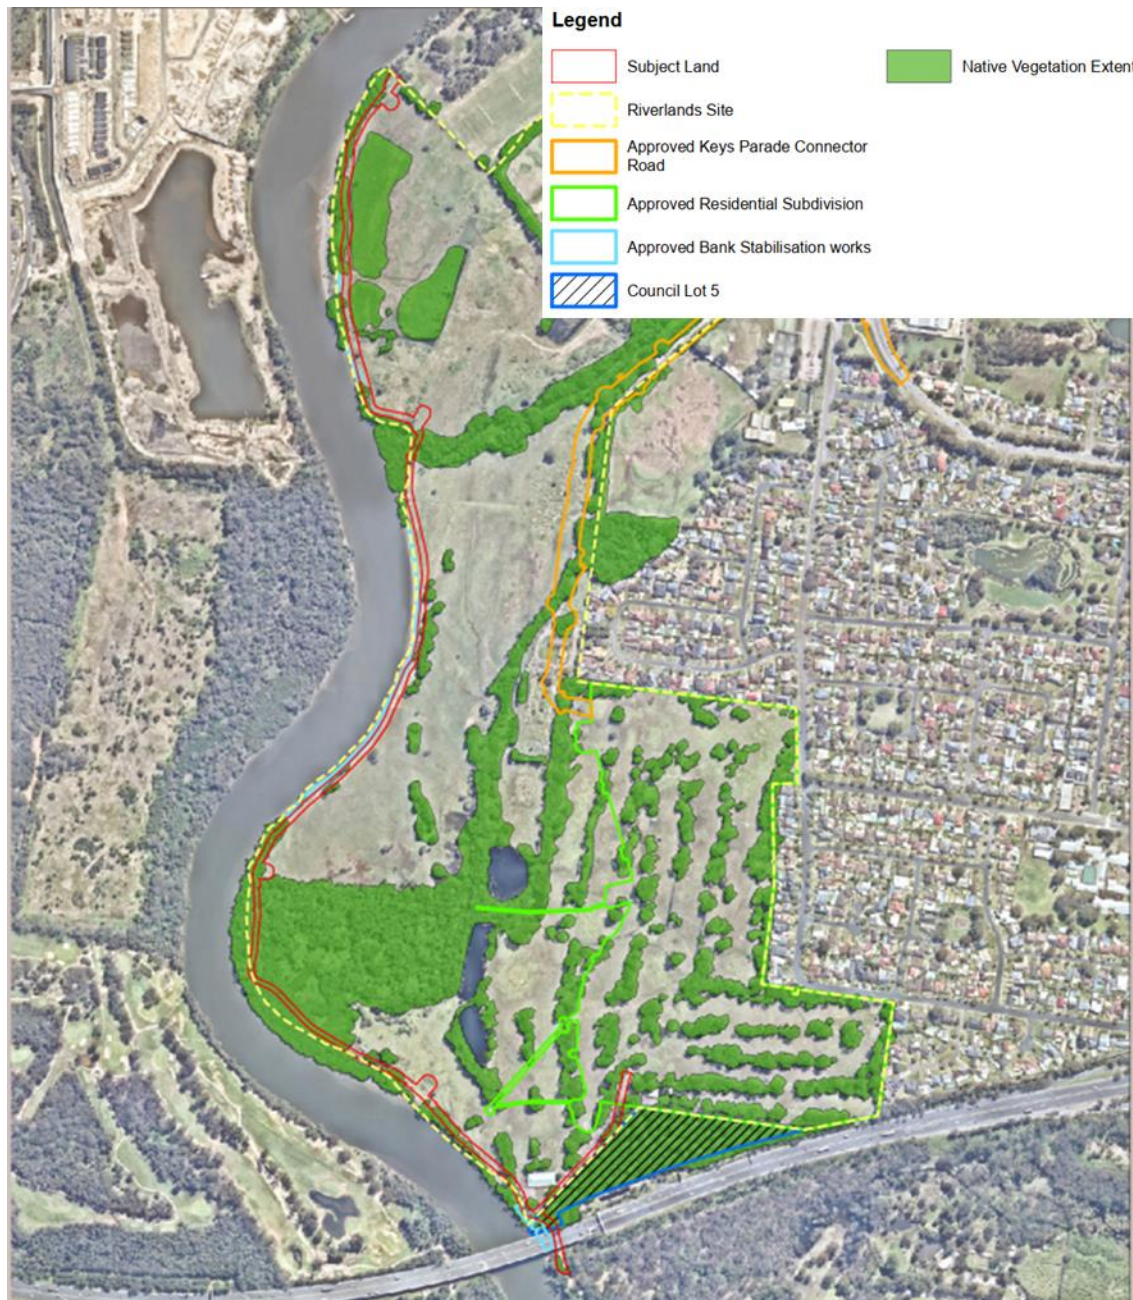 Legend
Subject Land
Riverlands Site
Approved Keys Parade Connector
Road
Approved Residential Subdivision
Approved Bank Stabilisation works
Council Lot 5
Native Vegetation Extent